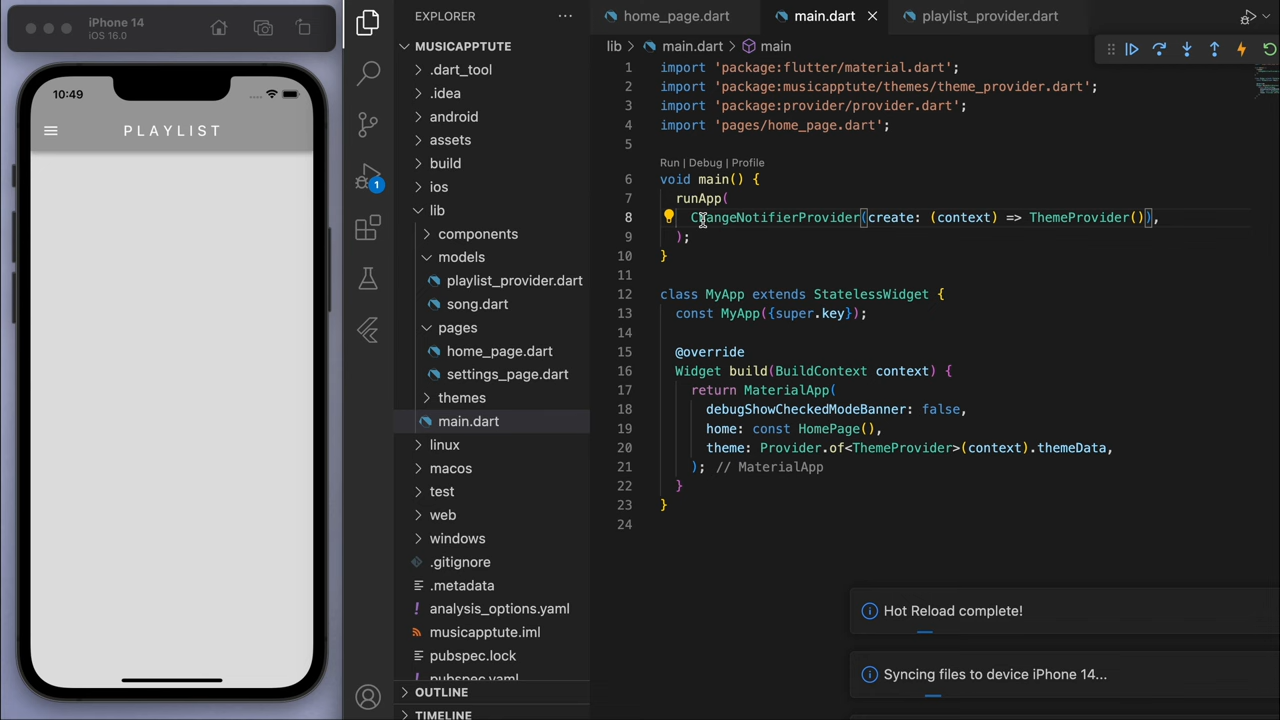 iPhone 14
iOS 16.0
10:49
PLAYLIST
EXPLORER
MUSICAPPTUTE
.dart_tool
.idea
android
assets
build
ios
lib
components
models
playlist_provider.dart
song.dart
pages
home_page.dart
settings_page.dart
themes
main.dart
linux
macos
test
web
windows
.gitignore
.metadata
analysis_options.yaml
musicapptute.iml
pubspec.lock
pubspec.yaml
OUTLINE
TIMELINE
1
home_page.dart
main.dart
playlist_provider.dart
lib > main.dart > main
1 import 'package:flutter/material.dart';
2 import 'package:musicapptute/themes/theme_provider.dart';
3 import 'package:provider/provider.dart';
4 import 'pages/home_page.dart';
5
Run | Debug | Profile
6 void main() {
7 runApp(
8 ChangeNotifierProvider(create: (context) => ThemeProvider()),
9 );
10 }
11
12 class MyApp extends StatelessWidget {
13 const MyApp({super.key});
14
15 @override
16 Widget build(BuildContext context) {
17 return MaterialApp(
18 debugShowCheckedModeBanner: false,
19 home: const HomePage(),
20 theme: Provider.of<ThemeProvider>(context).themeData,
21 ); // MaterialApp
22 }
23 }
24
Hot Reload complete!
Syncing files to device iPhone 14...